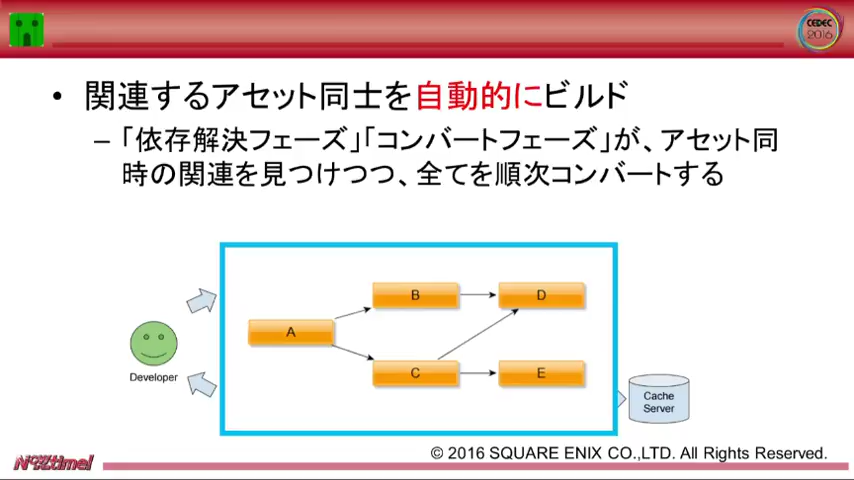 CEDEC
2016
• 関連するアセット同士を自動的にビルド
– 「依存解決フェーズ」「コンバートフェーズ」が、アセット同
時の関連を見つけつつ、全てを順次コンバートする
B
D
A
C
E
Developer
Cache
Server
© 2016 SQUARE ENIX CO.,LTD. All Rights Reserved.